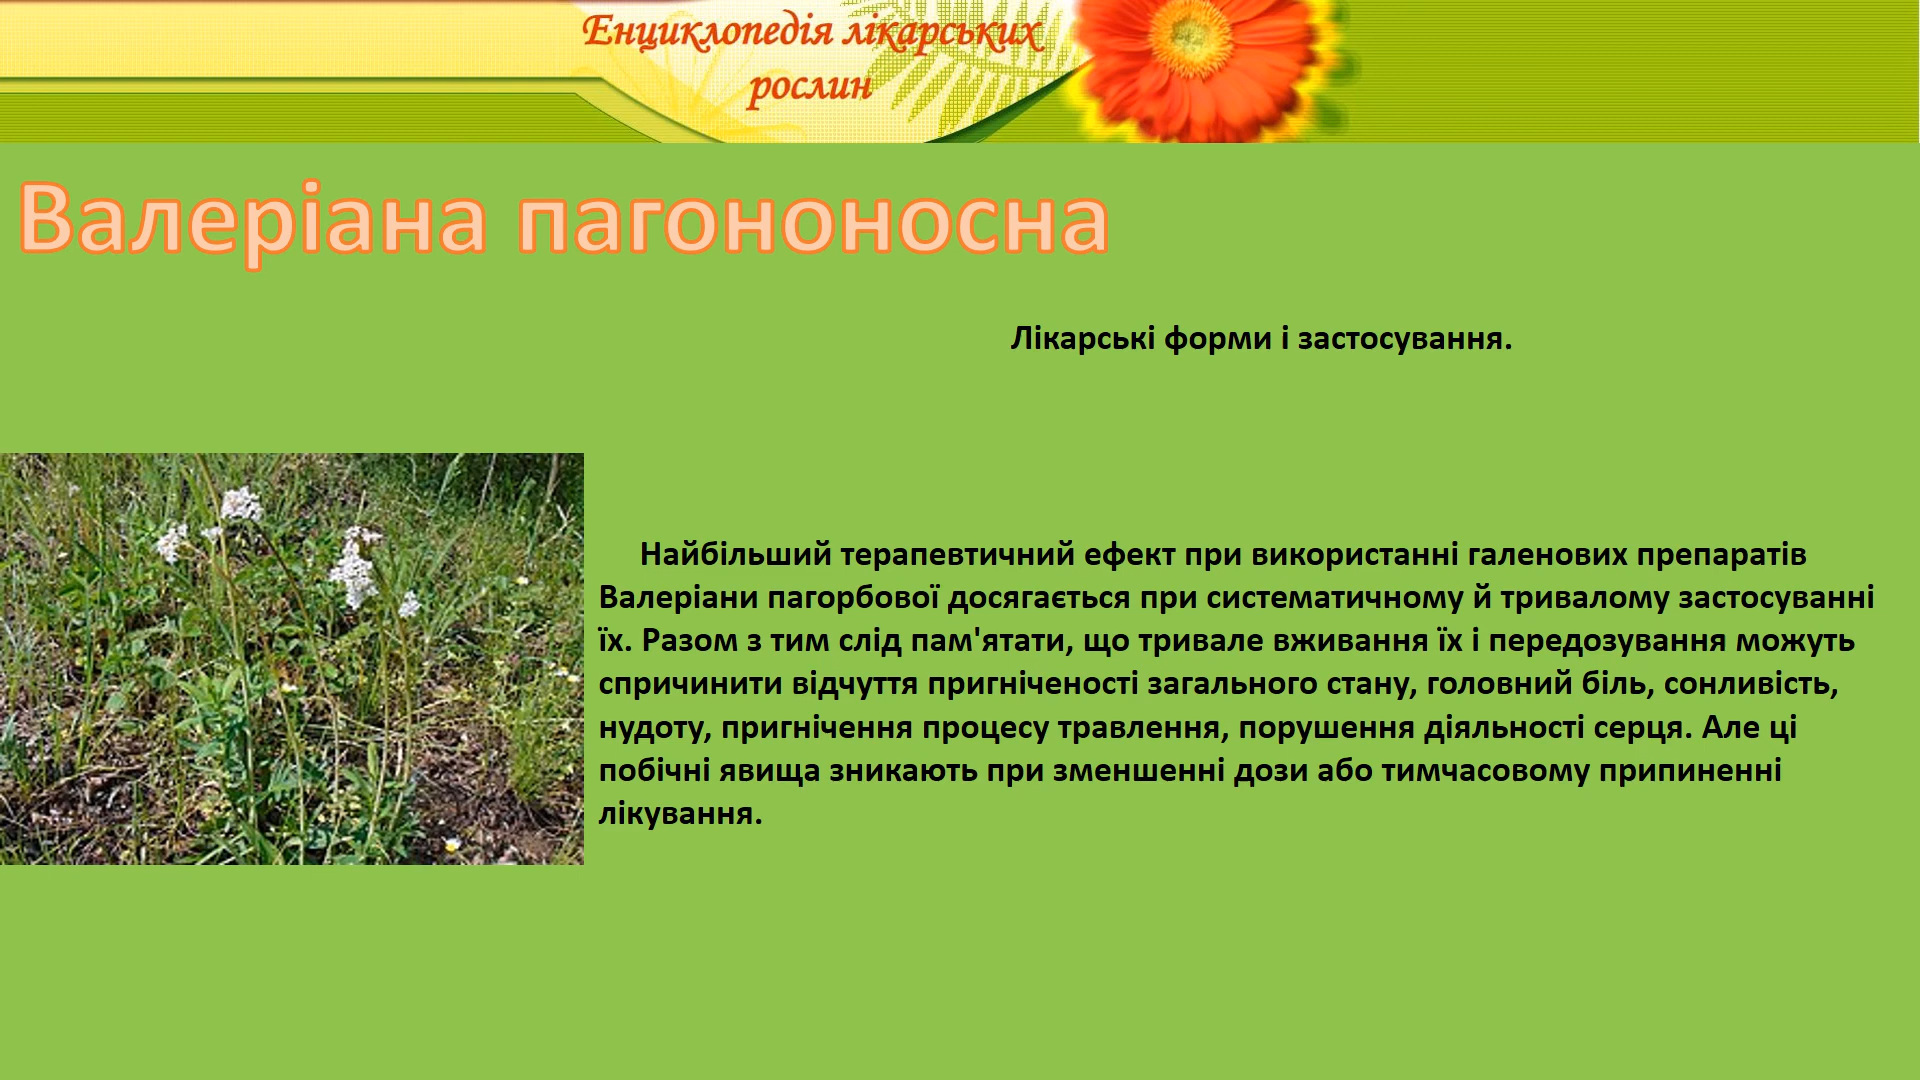 Енциклопедія лікарських
рослин
Валеріана пагононосна
Лікарські форми і застосування.
Найбільший терапевтичний ефект при використанні галенових препаратів
Валеріани пагорбової досягається при систематичному й тривалому застосуванні
їх. Разом з тим слід пам'ятати, що тривале вживання їх і передозування можуть
спричинити відчуття пригніченості загального стану, головний біль, сонливість,
нудоту, пригнічення процесу травлення, порушення діяльності серця. Але ці
побічні явища зникають при зменшенні дози або тимчасовому припиненні
лікування.